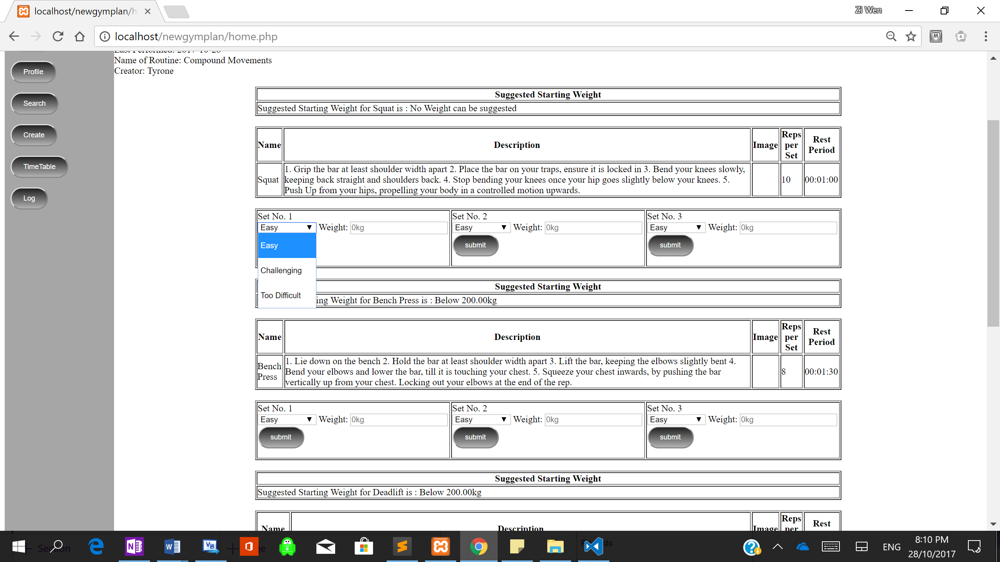 localhost/newgymplan/h
Zi Wen
localhost/newgymplan/home.php
Last Performed: 2017-10-28
Name of Routine: Compound Movements
Creator: Tyrone
Profile
Search
Create
TimeTable
Log
Suggested Starting Weight
Suggested Starting Weight for Squat is : No Weight can be suggested
Name Description Image Reps per Set Rest Period
Squat
1. Grip the bar at least shoulder width apart 2. Place the bar on your traps, ensure it is locked in 3. Bend your knees slowly,
keeping back straight and shoulders back. 4. Stop bending your knees once your hip goes slightly below your knees. 5.
Push Up from your hips, propelling your body in a controlled motion upwards.
10
00:01:00
Set No. 1
Easy Weight: 0kg
Easy
Challenging
Too Difficult
Set No. 2
Easy Weight: 0kg
submit
Set No. 3
Easy Weight: 0kg
submit
Suggested Starting Weight
ing Weight for Bench Press is : Below 200.00kg
Name Description Image Reps per Set Rest Period
Bench Press
1. Lie down on the bench 2. Hold the bar at least shoulder width apart 3. Lift the bar, keeping the elbows slightly bent 4.
Bend your elbows and lower the bar, till it is touching your chest. 5. Squeeze your chest inwards, by pushing the bar
vertically up from your chest. Locking out your elbows at the end of the rep.
8
00:01:30
Set No. 1
Easy Weight: 0kg
submit
Set No. 2
Easy Weight: 0kg
submit
Set No. 3
Easy Weight: 0kg
submit
Suggested Starting Weight
Suggested Starting Weight for Deadlift is : Below 200.00kg
Name Description Image Reps per Rest
Section
ENG
8:10 PM
28/10/2017